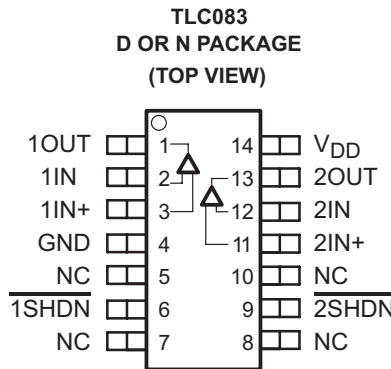 TLC083
D OR N PACKAGE
(TOP VIEW)
1OUT 1 14 VDD
1IN 2 13 2OUT
1IN+ 3 12 2IN
GND 4 11 2IN+
NC 5 10 NC
1SHDN 6 9 2SHDN
NC 7 8 NC